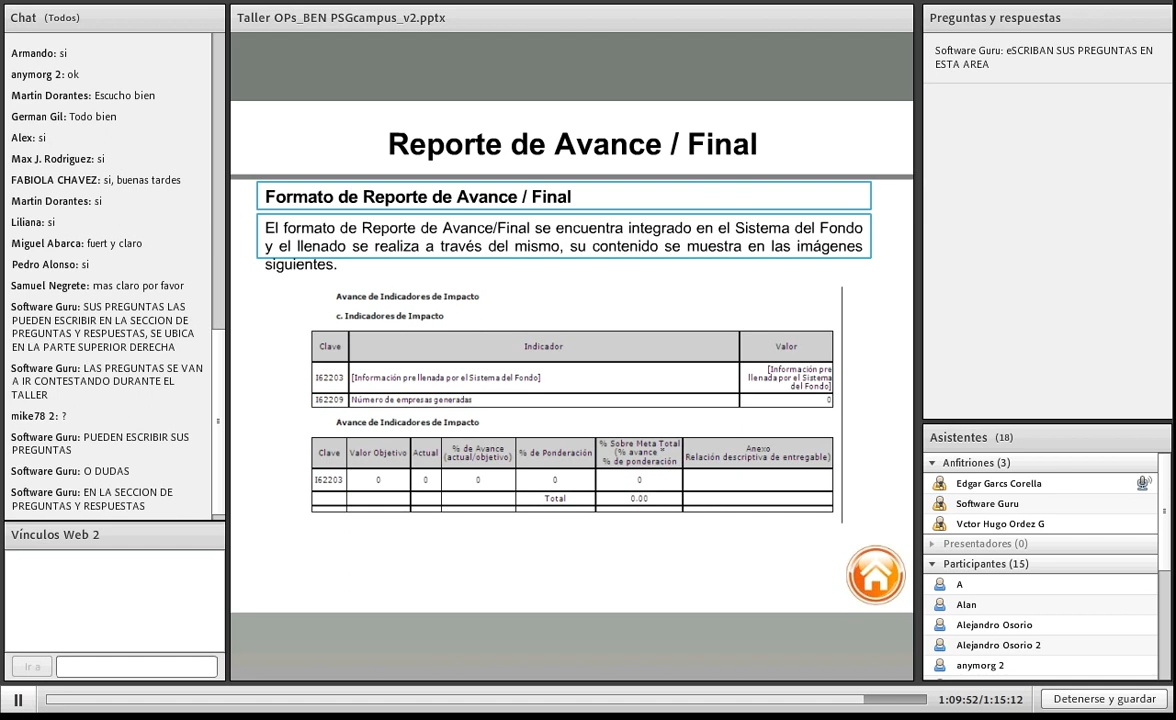 Chat (Todos)
Armando: si
anymorg 2: ok
Martin Dorantes: Escucho bien
German Gil: Todo bien
Alex: si
Max J. Rodriguez: si
FABIOLA CHAVEZ: si, buenas tardes
Martin Dorantes: si
Liliana: si
Miguel Abarca: fuert y claro
Pedro Alonso: si
Samuel Negrete: mas claro por favor
Software Guru: SUS PREGUNTAS LAS
PUEDEN ESCRIBIR EN LA SECCION DE
PREGUNTAS Y RESPUESTAS, SE UBICA
EN LA PARTE SUPERIOR DERECHA
Software Guru: LAS PREGUNTAS SE VAN
A IR CONTESTANDO DURANTE EL
TALLER
mike78 2: ?
Software Guru: PUEDEN ESCRIBIR SUS
PREGUNTAS
Software Guru: O DUDAS
Software Guru: EN LA SECCION DE
PREGUNTAS Y RESPUESTAS
Vínculos Web 2
Ir a
Taller OPs_BEN PSGcampus_v2.pptx
Reporte de Avance / Final
Formato de Reporte de Avance / Final
El formato de Reporte de Avance/Final se encuentra integrado en el Sistema del Fondo
y el llenado se realiza a través del mismo, su contenido se muestra en las imágenes
siguientes.
Avance de Indicadores de Impacto
c. Indicadores de Impacto
Clave Indicador Valor
I62203 [Información pre llenada por el Sistema del Fondo] [Información pre
llenada por el Sistema
del Fondo]
I62209 Número de empresas generadas 0
Avance de Indicadores de Impacto
Clave Valor Objetivo Actual % de Avance (actual/objetivo) % de Ponderación % Sobre Meta Total (% avance * % de ponderación) Anexo Relación descriptiva de entregable)
I62203 0 0 0 0 0
Total 0.00
Preguntas y respuestas
Software Guru: eSCRIBAN SUS PREGUNTAS EN
ESTA AREA
Asistentes (18)
Anfitriones (3)
Edgar Garcs Corella
Software Guru
Vctor Hugo Ordez G
Presentadores (0)
Participantes (15)
A
Alan
Alejandro Osorio
Alejandro Osorio 2
anymorg 2
1:09:52/1:15:12
Detenerse y guardar